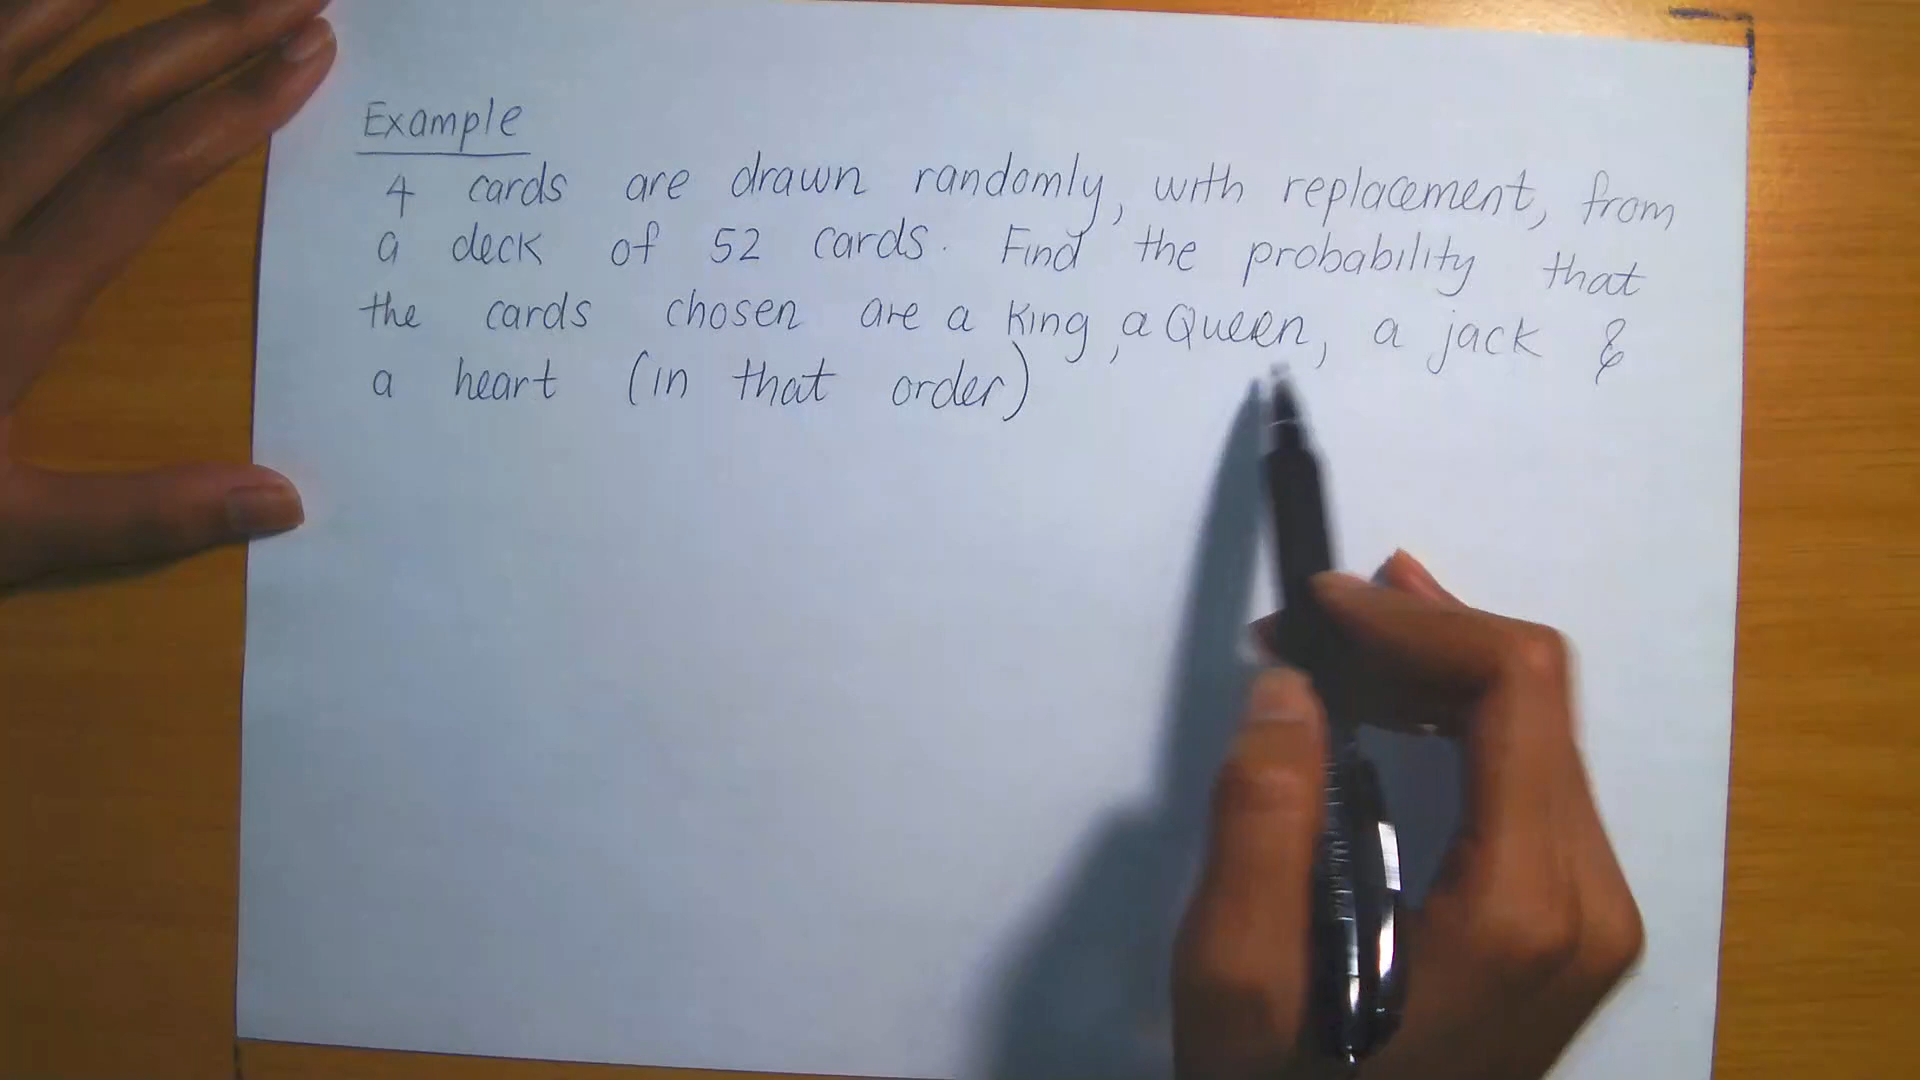 Example
4 cards are drawn randomly, with replacement, from
a deck of 52 cards. Find the probability that
the cards chosen are a King, a Queen, a jack &
a heart (in that order)